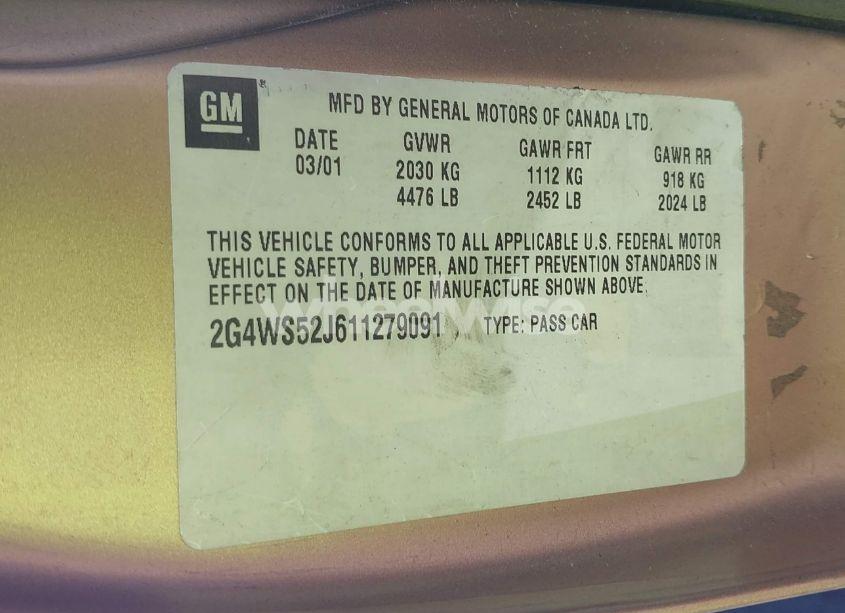 GM
MFD BY GENERAL MOTORS OF CANADA LTD.
DATE GVWR GAWR FRT GAWR RR
03/01 2030 KG 1112 KG 918 KG
4476 LB 2452 LB 2024 LB
THIS VEHICLE CONFORMS TO ALL APPLICABLE U.S. FEDERAL MOTOR
VEHICLE SAFETY, BUMPER, AND THEFT PREVENTION STANDARDS IN
EFFECT ON THE DATE OF MANUFACTURE SHOWN ABOVE.
2G4WS52J611279091 TYPE: PASS CAR